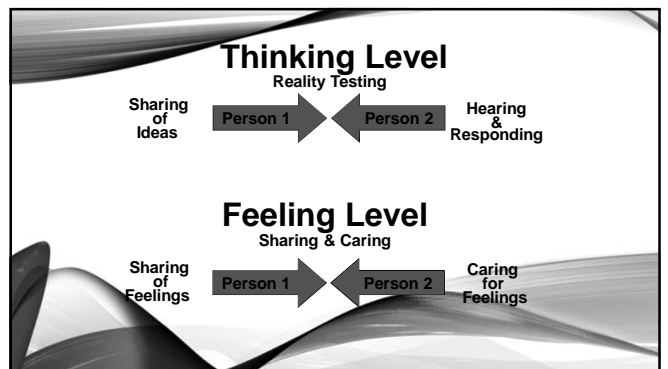 Thinking Level
Reality Testing
Sharing
of
Ideas
Person 1
Person 2
Hearing
&
Responding
Feeling Level
Sharing & Caring
Sharing
of
Feelings
Person 1
Person 2
Caring
for
Feelings